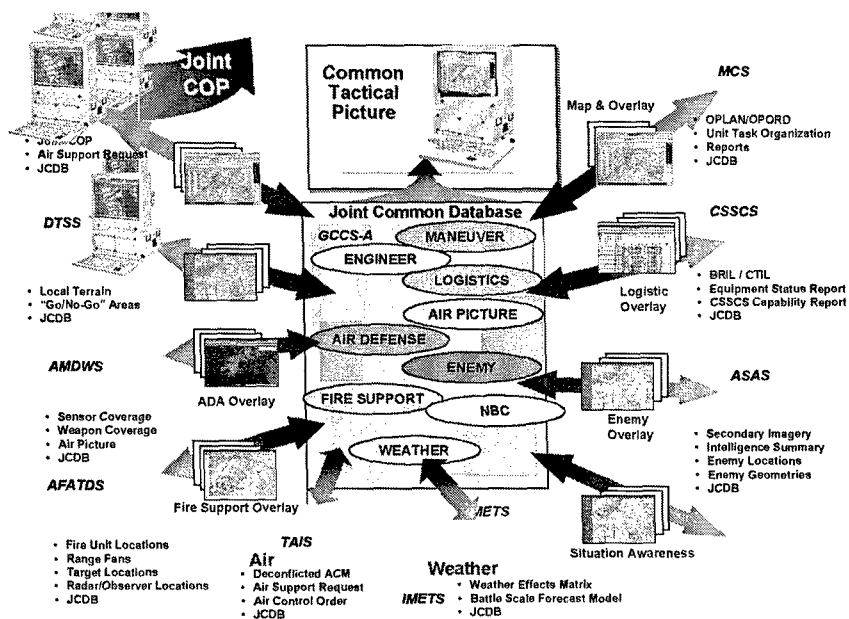 Joint
COP
• Joint COP
• Air Support Request
• JCDB
Common
Tactical
Picture
Map & Overlay
MCS
• OPLAN/OPORD
• Unit Task Organization
• Reports
• JCDB
DTSS
• Local Terrain
• "Go/No-Go" Areas
• JCDB
Joint Common Database
GCCS-A
MANEUVER
ENGINEER
LOGISTICS
AIR PICTURE
AIR DEFENSE
ENEMY
FIRE SUPPORT
NBC
WEATHER
CSSCS
Logistic
Overlay
• BRIL / CTIL
• Equipment Status Report
• CSSCS Capability Report
• JCDB
AMDWS
ADA Overlay
• Sensor Coverage
• Weapon Coverage
• Air Picture
• JCDB
ASAS
Enemy
Overlay
• Secondary Imagery
• Intelligence Summary
• Enemy Locations
• Enemy Geometries
• JCDB
AFATDS
Fire Support Overlay
• Fire Unit Locations
• Range Fans
• Target Locations
• Radar/Observer Locations
• JCDB
METS
Situation Awareness
TAIS
Air
• Deconflicted ACM
• Air Support Request
• Air Control Order
• JCDB
Weather
IMETS
• Weather Effects Matrix
• Battle Scale Forecast Model
• JCDB